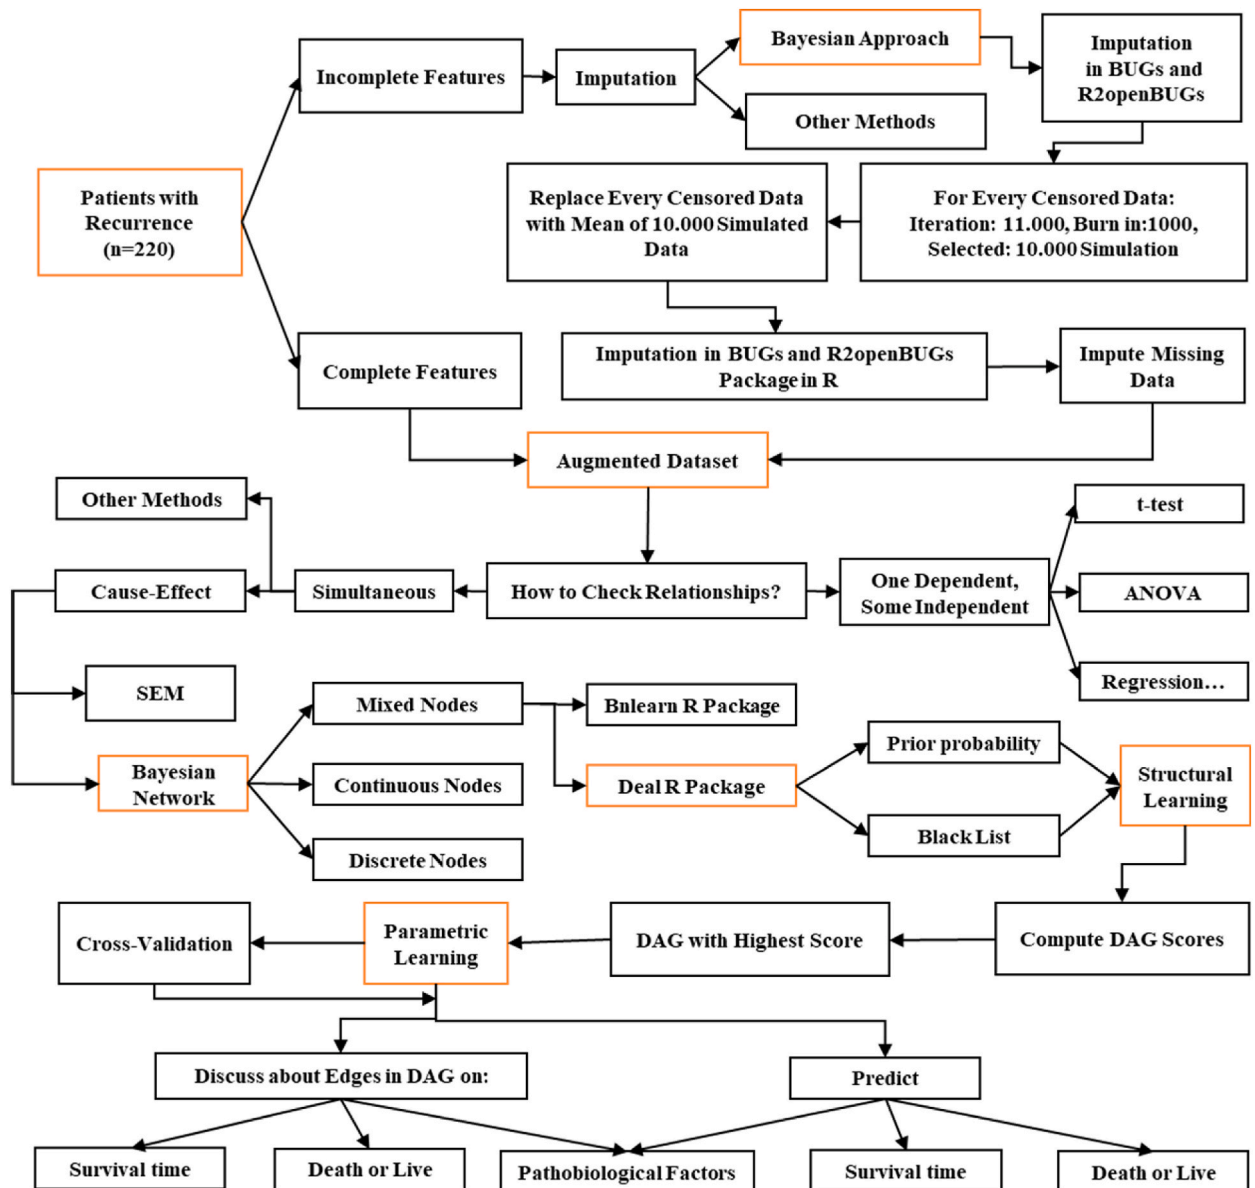 Incomplete Features
Imputation
Bayesian Approach
Imputation
in BUGs and
R2openBUGs
Other Methods
Patients with
Recurrence
(n=220)
Replace Every Censored Data
with Mean of 10.000 Simulated
Data
For Every Censored Data:
Iteration: 11.000, Burn in:1000,
Selected: 10.000 Simulation
Complete Features
Imputation in BUGs and R2openBUGs
Package in R
Impute Missing
Data
Augmented Dataset
Other Methods
t-test
Cause-Effect
Simultaneous
How to Check Relationships?
One Dependent,
Some Independent
ANOVA
SEM
Mixed Nodes
Bnlearn R Package
Regression…
Prior probability
Bayesian
Network
Continuous Nodes
Deal R Package
Structural
Learning
Discrete Nodes
Black List
Cross-Validation
Parametric
Learning
DAG with Highest Score
Compute DAG Scores
Discuss about Edges in DAG on:
Predict
Survival time
Death or Live
Pathobiological Factors
Survival time
Death or Live